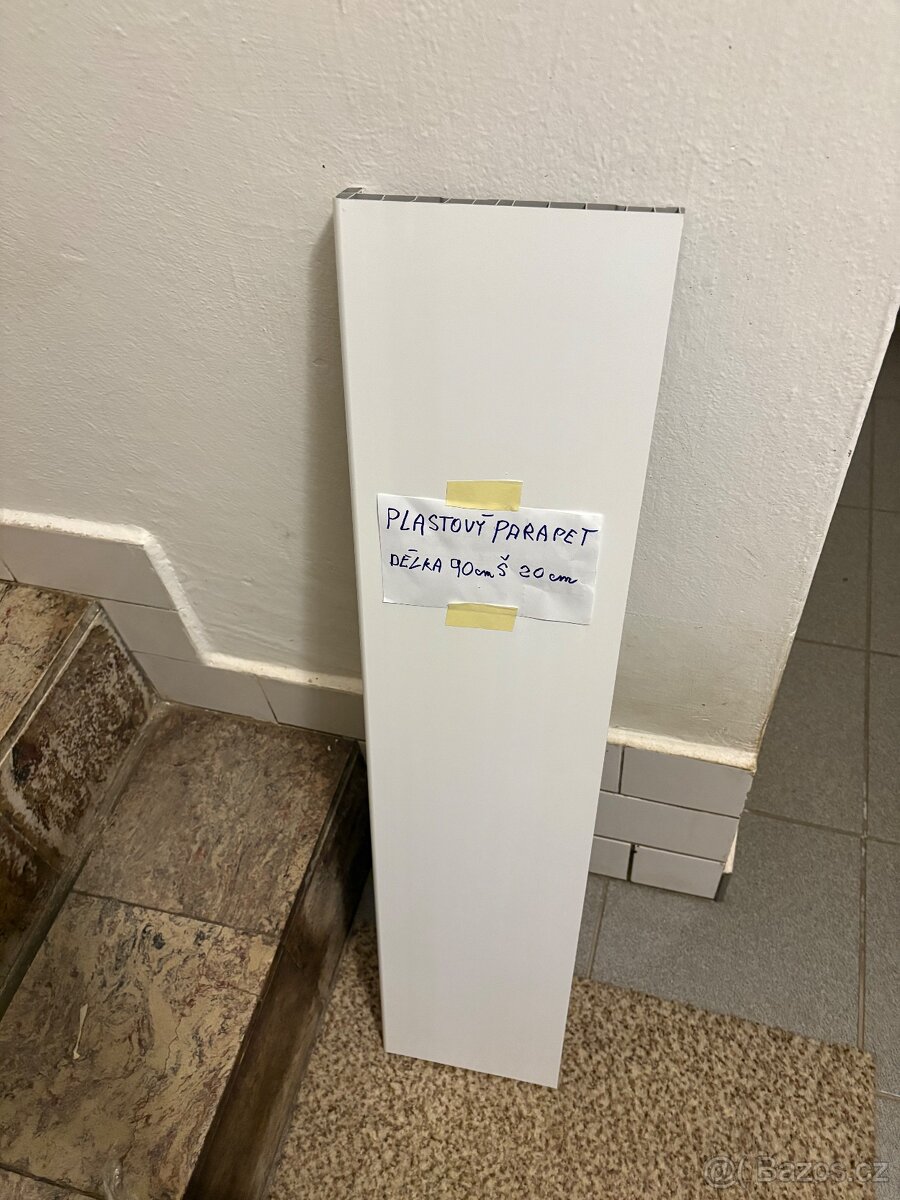 PLASTOVÝ PARAPET
DÉLKA 90cm Š 20cm
@( Bazos.cz